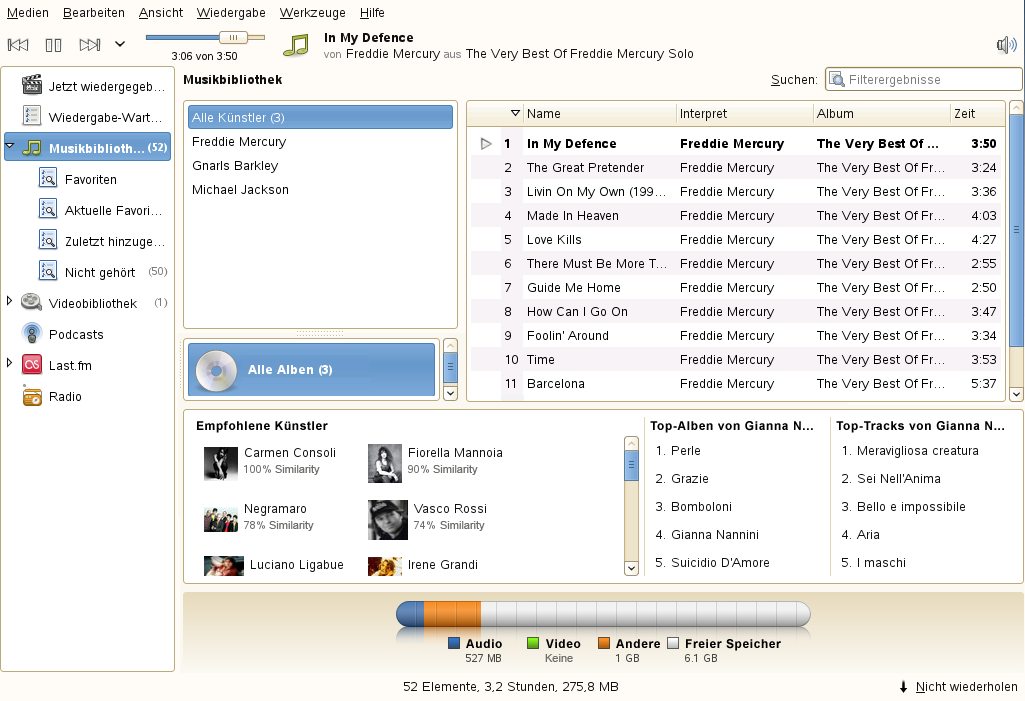 Medien Bearbeiten Ansicht Wiedergabe Werkzeuge Hilfe
In My Defence
von Freddie Mercury aus The Very Best Of Freddie Mercury Solo
3:06 von 3:50
Jetzt wiedergegeb...
Wiedergabe-Wart...
Musikbiblioth... (52)
Favoriten
Aktuelle Favori...
Zuletzt hinzuge...
Nicht gehört (50)
Videobibliothek (1)
Podcasts
Last.fm
Radio
Musikbibliothek
Suchen: Filterergebnisse
Alle Künstler (3)
Freddie Mercury
Gnarls Barkley
Michael Jackson
Alle Alben (3)
Name Interpret Album Zeit
1 In My Defence Freddie Mercury The Very Best Of ... 3:50
2 The Great Pretender Freddie Mercury The Very Best Of Fr... 3:24
3 Livin On My Own (199... Freddie Mercury The Very Best Of Fr... 3:36
4 Made In Heaven Freddie Mercury The Very Best Of Fr... 4:03
5 Love Kills Freddie Mercury The Very Best Of Fr... 4:27
6 There Must Be More T... Freddie Mercury The Very Best Of Fr... 2:55
7 Guide Me Home Freddie Mercury The Very Best Of Fr... 2:50
8 How Can I Go On Freddie Mercury The Very Best Of Fr... 3:47
9 Foolin' Around Freddie Mercury The Very Best Of Fr... 3:34
10 Time Freddie Mercury The Very Best Of Fr... 3:53
11 Barcelona Freddie Mercury The Very Best Of Fr... 5:37
Empfohlene Künstler
Carmen Consoli
100% Similarity
Fiorella Mannoia
90% Similarity
Negramaro
78% Similarity
Vasco Rossi
74% Similarity
Luciano Ligabue
Irene Grandi
Top-Alben von Gianna N...
1. Perle
2. Grazie
3. Bomboloni
4. Gianna Nannini
5. Suicidio D'Amore
Top-Tracks von Gianna N...
1. Meravigliosa creatura
2. Sei Nell'Anima
3. Bello e impossibile
4. Aria
5. I maschi
Audio
527 MB
Video
Keine
Andere
1 GB
Freier Speicher
6.1 GB
52 Elemente, 3,2 Stunden, 275,8 MB
Nicht wiederholen